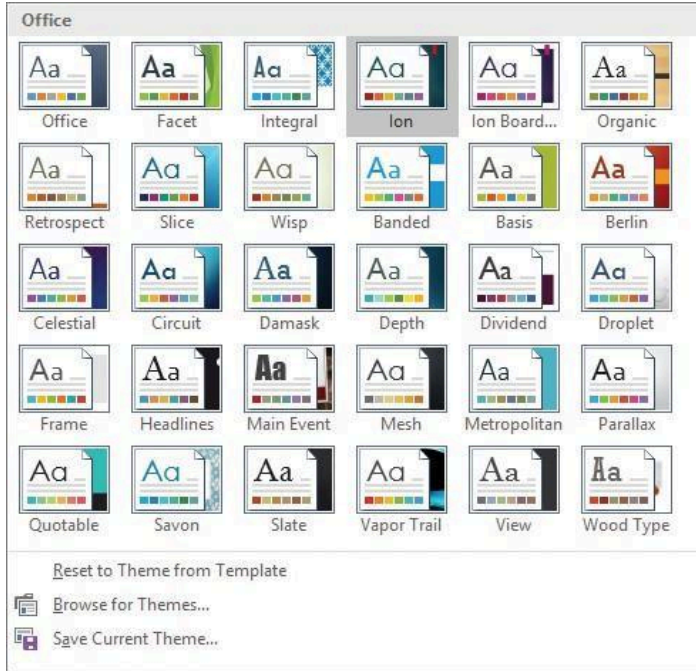 Office
Aa Aa Aa Aa Aa Aa
Office Facet Integral Ion Ion Board... Organic
Aa Aa Aa Aa Aa Aa
Retrospect Slice Wisp Banded Basis Berlin
Aa Aa Aa Aa Aa Aa
Celestial Circuit Damask Depth Dividend Droplet
Aa Aa Aa Aa Aa Aa
Frame Headlines Main Event Mesh Metropolitan Parallax
Aa Aa Aa Aa Aa Aa
Quotable Savon Slate Vapor Trail View Wood Type
Reset to Theme from Template
Browse for Themes...
Save Current Theme...